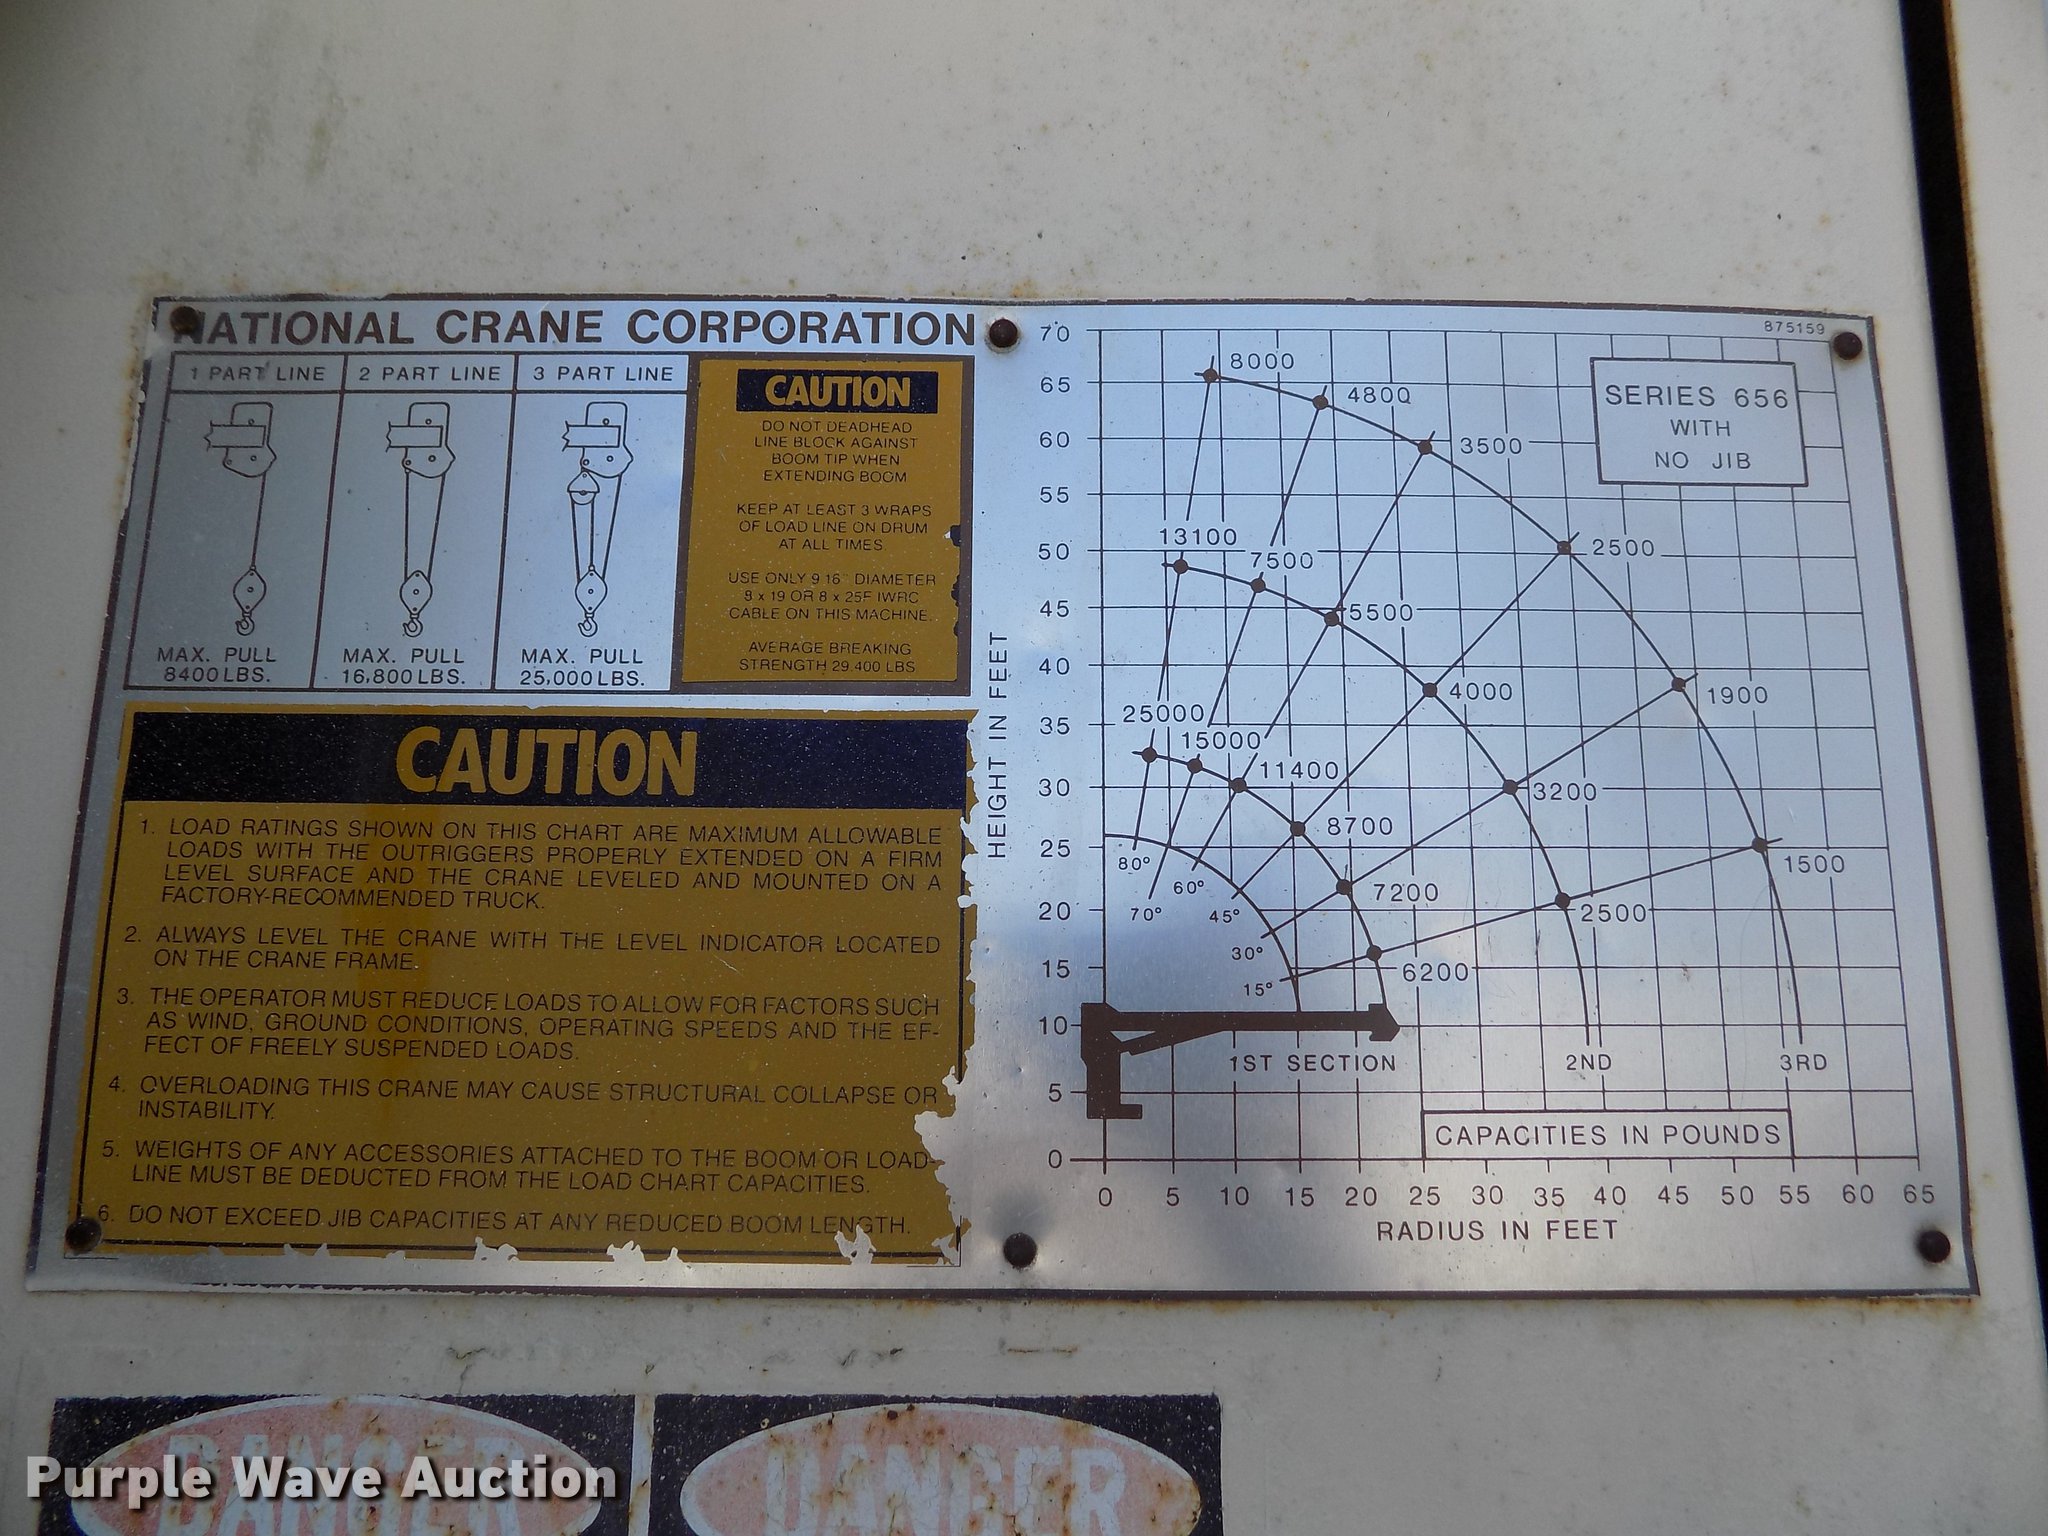 NATIONAL CRANE CORPORATION
1 PART LINE
2 PART LINE
3 PART LINE
MAX. PULL
8400 LBS.
MAX. PULL
16,800 LBS.
MAX. PULL
25,000 LBS.
CAUTION
DO NOT DEADHEAD
LINE BLOCK AGAINST
BOOM TIP WHEN
EXTENDING BOOM
KEEP AT LEAST 3 WRAPS
OF LOAD LINE ON DRUM
AT ALL TIMES.
USE ONLY 9 16" DIAMETER
8 x 19 OR 8 x 25F IWRC
CABLE ON THIS MACHINE.
AVERAGE BREAKING
STRENGTH 29,400 LBS
CAUTION
1. LOAD RATINGS SHOWN ON THIS CHART ARE MAXIMUM ALLOWABLE
LOADS WITH THE OUTRIGGERS PROPERLY EXTENDED ON A FIRM
LEVEL SURFACE AND THE CRANE LEVELED AND MOUNTED ON A
FACTORY-RECOMMENDED TRUCK.
2. ALWAYS LEVEL THE CRANE WITH THE LEVEL INDICATOR LOCATED
ON THE CRANE FRAME.
3. THE OPERATOR MUST REDUCE LOADS TO ALLOW FOR FACTORS SUCH
AS WIND, GROUND CONDITIONS, OPERATING SPEEDS AND THE EF-
FECT OF FREELY SUSPENDED LOADS.
4. OVERLOADING THIS CRANE MAY CAUSE STRUCTURAL COLLAPSE OR
INSTABILITY.
5. WEIGHTS OF ANY ACCESSORIES ATTACHED TO THE BOOM OR LOAD-
LINE MUST BE DEDUCTED FROM THE LOAD CHART CAPACITIES.
6. DO NOT EXCEED JIB CAPACITIES AT ANY REDUCED BOOM LENGTH.
875159
SERIES 656
WITH
NO JIB
HEIGHT IN FEET
70
65
60
55
50
45
40
35
30
25
20
15
10
5
0
8000
4800
3500
2500
1900
1500
13100
7500
5500
4000
3200
2500
25000
15000
11400
8700
7200
6200
80°
70°
60°
45°
30°
15°
1ST SECTION
2ND
3RD
CAPACITIES IN POUNDS
0 5 10 15 20 25 30 35 40 45 50 55 60 65
RADIUS IN FEET
DANGER
DANGER
Purple Wave Auction